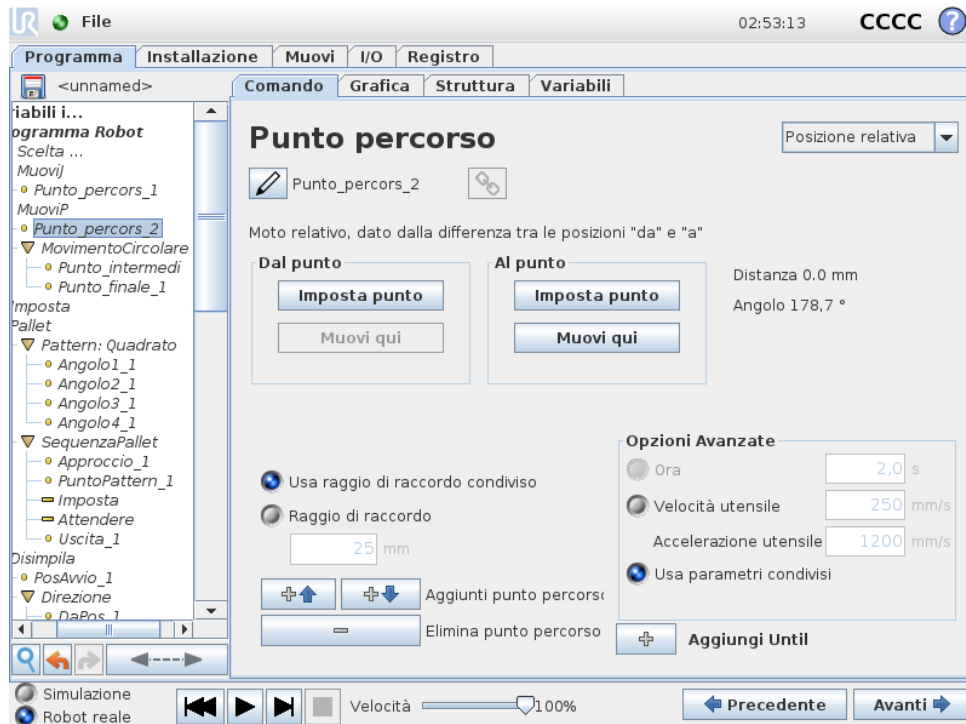 UR File 02:53:13 CCCC ?
Programma Installazione Muovi I/O Registro
<unnamed> Comando Grafica Struttura Variabili
riabili i...
ogramma Robot
Scelta ...
MuoviJ
Punto_percors_1
MuoviP
Punto_percors_2
MovimentoCircolare
Punto_intermedi
Punto_finale_1
Imposta
Pallet
Pattern: Quadrato
Angolo1_1
Angolo2_1
Angolo3_1
Angolo4_1
SequenzaPallet
Approccio_1
PuntoPattern_1
Imposta
Attendere
Uscita_1
Disimpila
PosAvvio_1
Direzione
DaPos_1
Punto percorso
Posizione relativa
Punto_percors_2
Moto relativo, dato dalla differenza tra le posizioni "da" e "a"
Dal punto
Imposta punto
Muovi qui
Al punto
Imposta punto
Muovi qui
Distanza 0.0 mm
Angolo 178,7 °
Usa raggio di raccordo condiviso
Raggio di raccordo
25 mm
Aggiunti punto percorso
Elimina punto percorso
Opzioni Avanzate
Ora 2,0 s
Velocità utensile 250 mm/s
Accelerazione utensile 1200 mm/s
Usa parametri condivisi
Aggiungi Until
Simulazione
Robot reale
Velocità 100%
Precedente Avanti